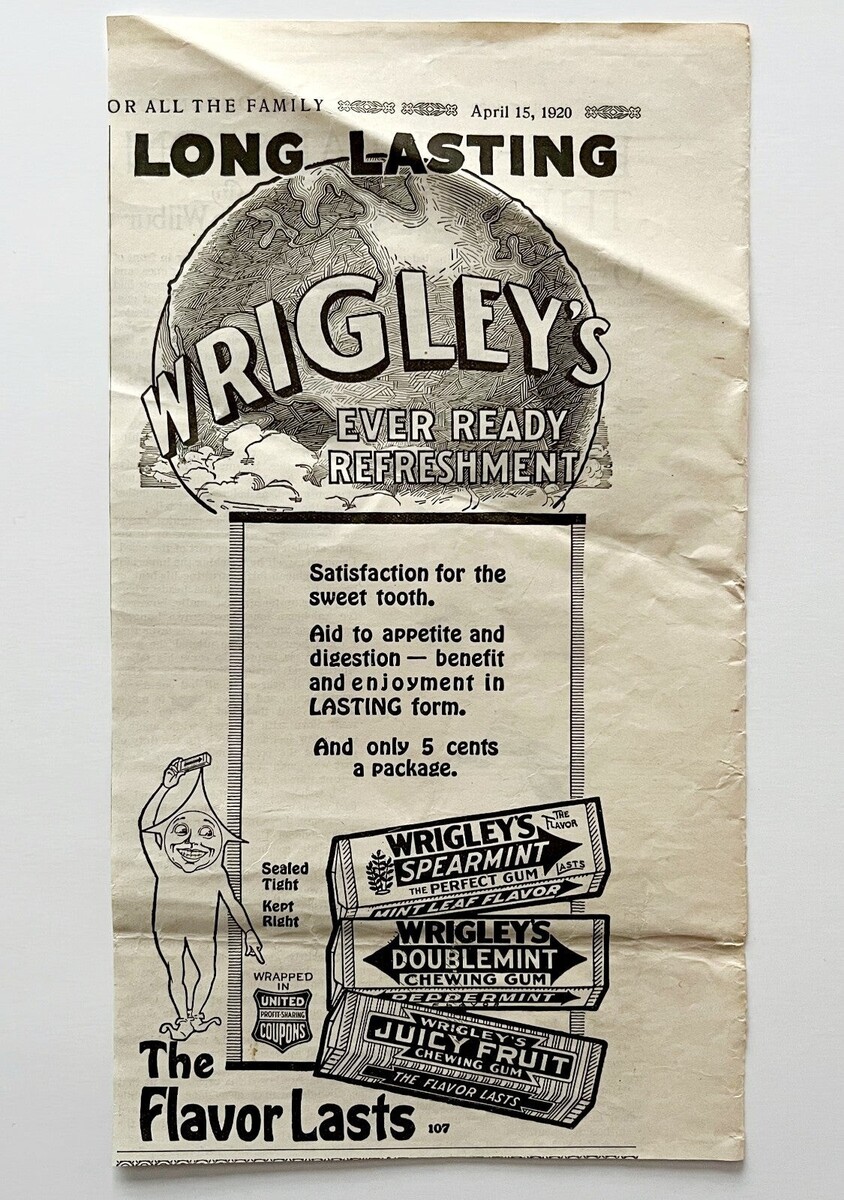 OR ALL THE FAMILY April 15, 1920
LONG LASTING
WRIGLEY'S
EVER READY
REFRESHMENT
Satisfaction for the
sweet tooth.
Aid to appetite and
digestion — benefit
and enjoyment in
LASTING form.
And only 5 cents
a package.
Sealed
Tight
Kept
Right
WRAPPED
IN
UNITED
PROFIT-SHARING
COUPONS
WRIGLEY'S
SPEARMINT
THE PERFECT GUM
MINT LEAF FLAVOR
THE
FLAVOR
LASTS
WRIGLEY'S
DOUBLEMINT
CHEWING GUM
PEPPERMINT
WRIGLEY'S
JUICY FRUIT
CHEWING GUM
THE FLAVOR LASTS
The
Flavor Lasts 107